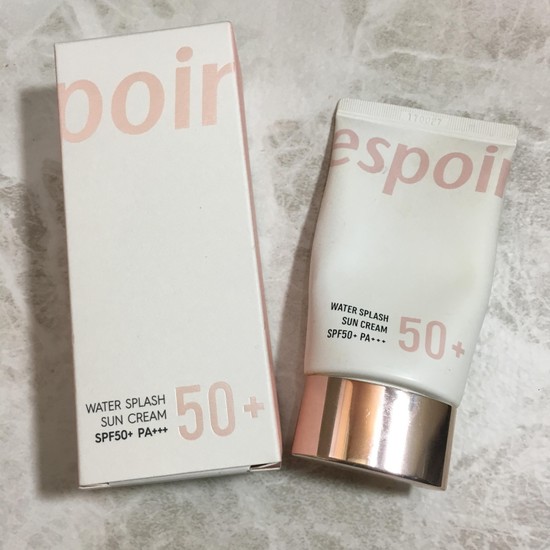 poir
WATER SPLASH
SUN CREAM
SPF50+ PA+++
50+
espoir
WATER SPLASH
SUN CREAM
SPF50+ PA+++
50+